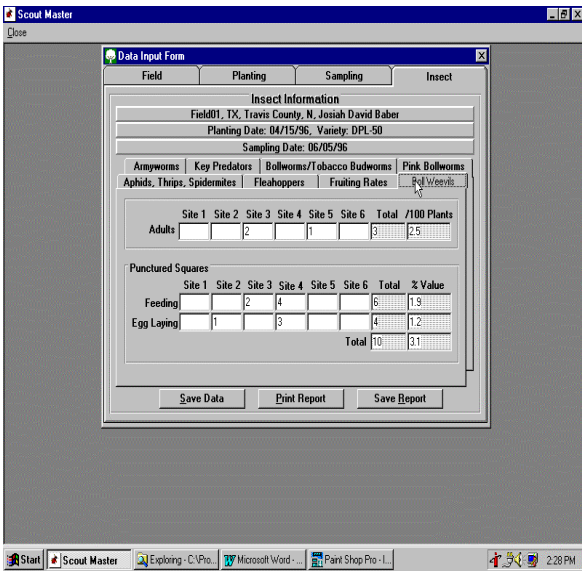 Scout Master
Close
Data Input Form
Field Planting Sampling Insect
Insect Information
Field01, TX, Travis County, N, Josiah David Baber
Planting Date: 04/15/96, Variety: DPL-50
Sampling Date: 06/05/96
Armyworms Key Predators Bollworms/Tobacco Budworms Pink Bollworms
Aphids, Thrips, Spidermites Fleahoppers Fruiting Rates Boll Weevils
Site 1 Site 2 Site 3 Site 4 Site 5 Site 6 Total /100 Plants
Adults 2 1 3 2.5
Punctured Squares
Site 1 Site 2 Site 3 Site 4 Site 5 Site 6 Total % Value
Feeding 2 4 6 1.9
Egg Laying 1 3 4 1.2
Total 10 3.1
Save Data Print Report Save Report
Start Scout Master Exploring - C:\Pro... Microsoft Word - ... Paint Shop Pro - I... 2:28 PM